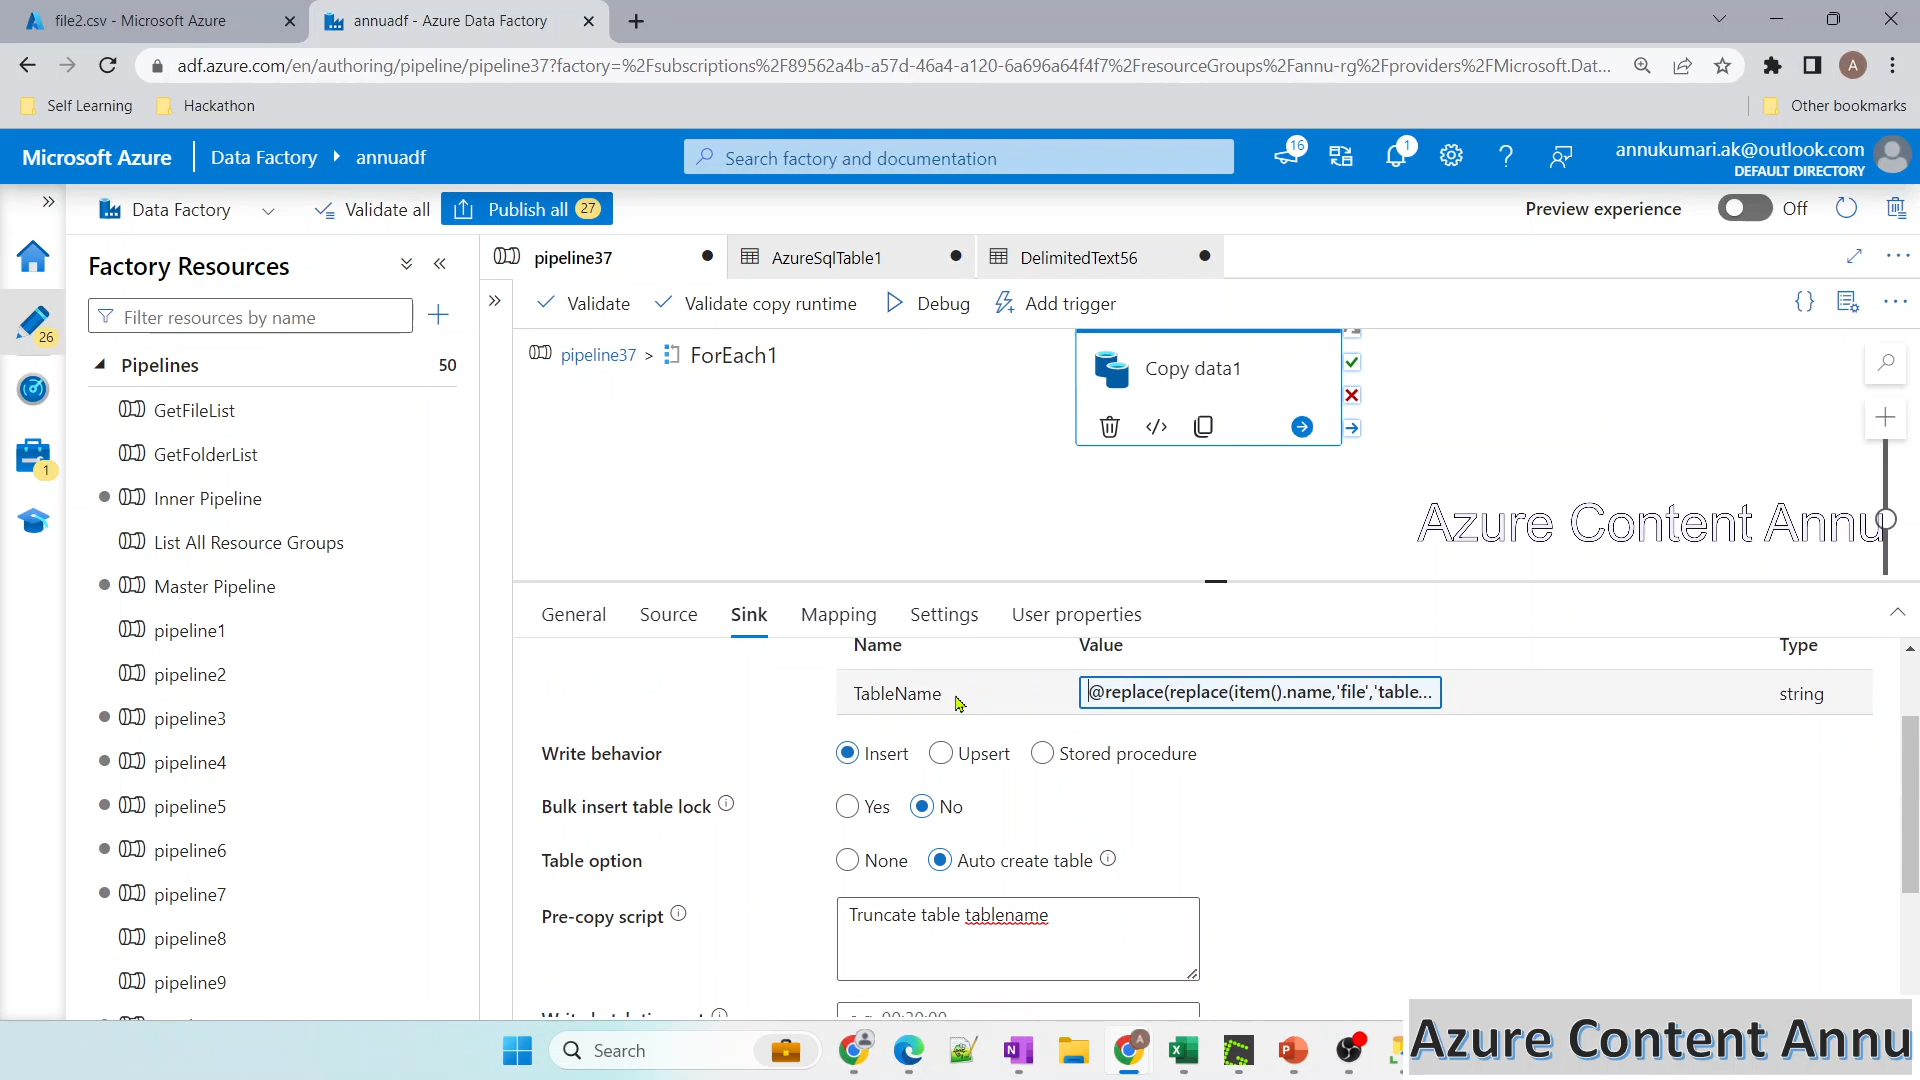 file2.csv - Microsoft Azure
annuadf - Azure Data Factory
adf.azure.com/en/authoring/pipeline/pipeline37?factory=%2Fsubscriptions%2F89562a4b-a57d-46a4-a120-6a696a64f4f7%2FresourceGroups%2Fannu-rg%2Fproviders%2FMicrosoft.Dat...
A
Self Learning
Hackathon
Other bookmarks
Microsoft Azure
Data Factory
annuadf
Search factory and documentation
16
1
annukumari.ak@outlook.com
DEFAULT DIRECTORY
Data Factory
Validate all
Publish all 27
Preview experience
Off
26
1
Factory Resources
Filter resources by name
Pipelines 50
GetFileList
GetFolderList
Inner Pipeline
List All Resource Groups
Master Pipeline
pipeline1
pipeline2
pipeline3
pipeline4
pipeline5
pipeline6
pipeline7
pipeline8
pipeline9
pipeline37
AzureSqlTable1
DelimitedText56
Validate
Validate copy runtime
Debug
Add trigger
pipeline37 > ForEach1
Copy data1
Azure Content Annu
General
Source
Sink
Mapping
Settings
User properties
Name Value Type
TableName @replace(replace(item().name,'file','table... string
Write behavior Insert Upsert Stored procedure
Bulk insert table lock Yes No
Table option None Auto create table
Pre-copy script Truncate table tablename
Search
A
Azure Content Annu